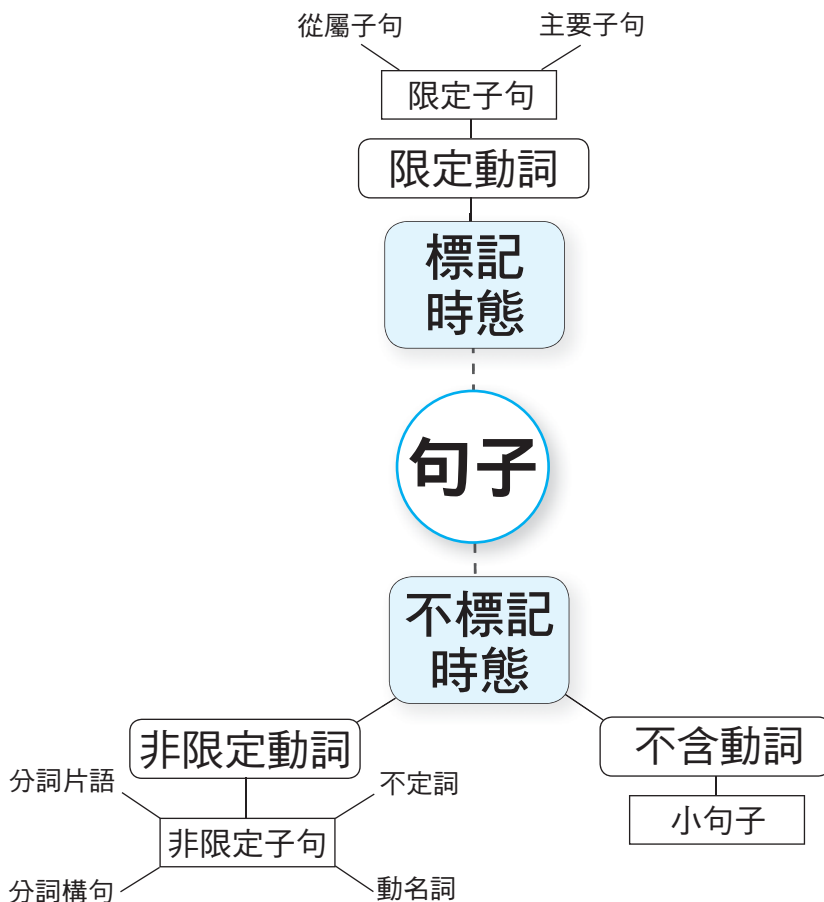 從屬子句
主要子句
限定子句
限定動詞
標記
時態
句子
不標記
時態
非限定動詞
不含動詞
分詞片語
不定詞
小句子
非限定子句
分詞構句
動名詞